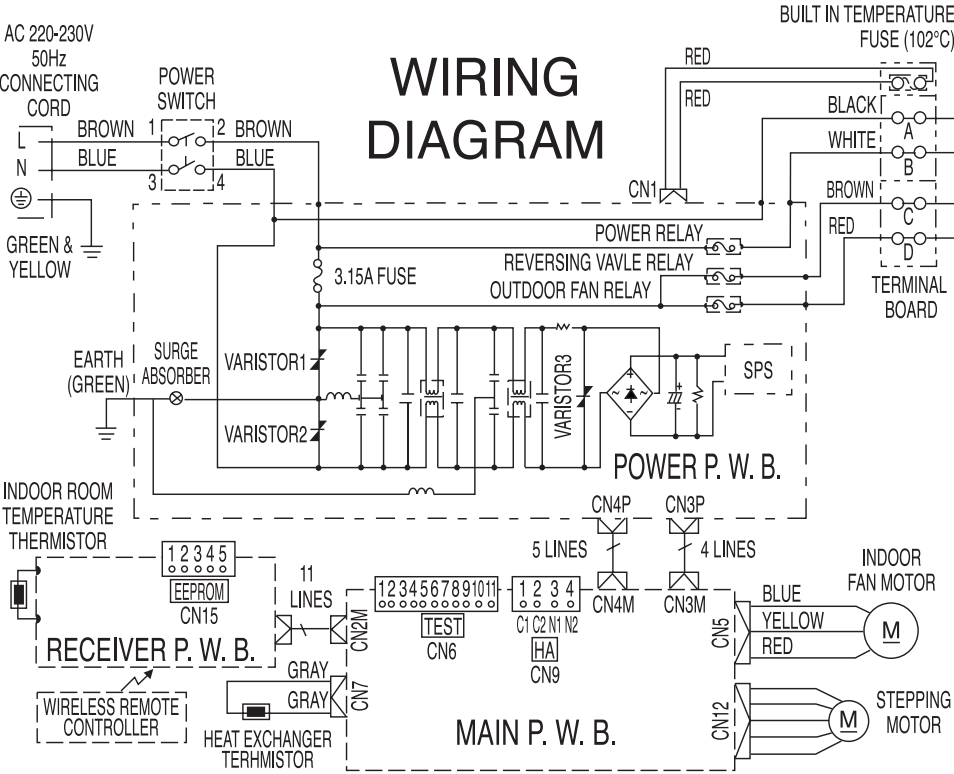 AC 220-230V
50Hz
CONNECTING
CORD
L
N
GREEN &
YELLOW
BROWN
BLUE
POWER
SWITCH
1
2
3
4
BROWN
BLUE
WIRING
DIAGRAM
BUILT IN TEMPERATURE
FUSE (102°C)
RED
RED
BLACK
WHITE
BROWN
RED
A
B
C
D
TERMINAL
BOARD
CN1
POWER RELAY
REVERSING VAVLE RELAY
OUTDOOR FAN RELAY
3.15A FUSE
EARTH
(GREEN)
SURGE
ABSORBER
VARISTOR1
VARISTOR2
VARISTOR3
+
~
~
-
+
-
SPS
POWER P. W. B.
CN4P
CN3P
5 LINES
4 LINES
CN4M
CN3M
INDOOR ROOM
TEMPERATURE
THERMISTOR
1 2 3 4 5
EEPROM
CN15
RECEIVER P. W. B.
11
LINES
CN2M
WIRELESS REMOTE
CONTROLLER
GRAY
GRAY
CN7
HEAT EXCHANGER
TERHMISTOR
1 2 3 4 5 6 7 8 9 10 11
TEST
CN6
1 2 3 4
C1 C2 N1 N2
HA
CN9
MAIN P. W. B.
CN5
BLUE
YELLOW
RED
INDOOR
FAN MOTOR
M
CN12
STEPPING
MOTOR
M